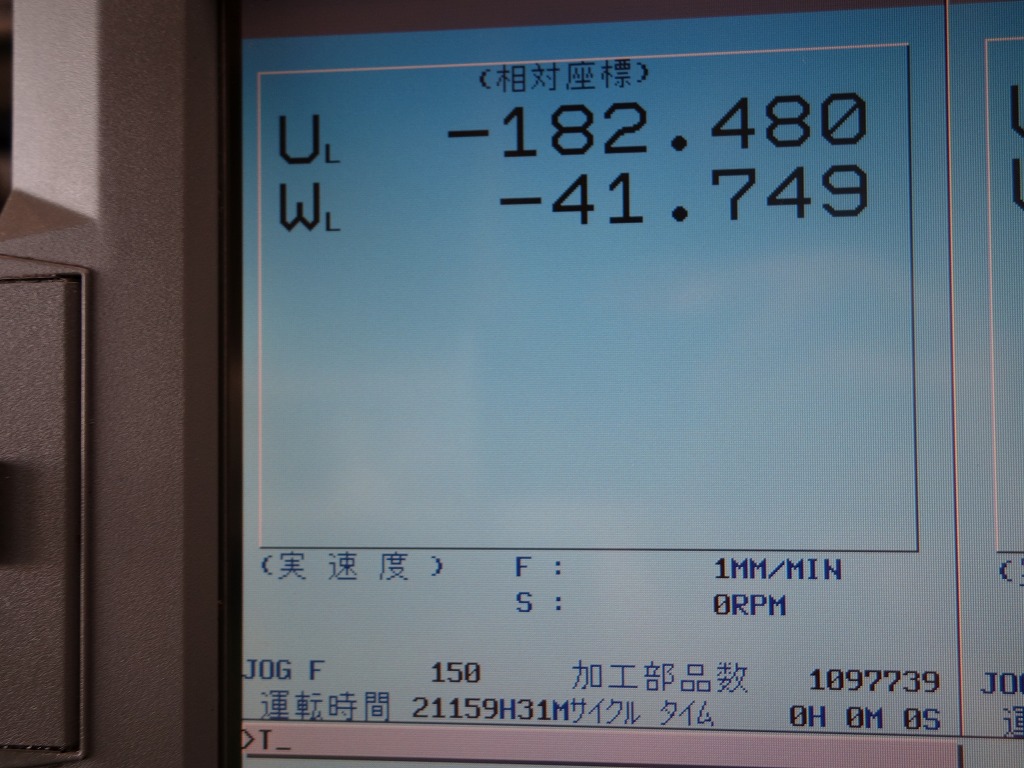 (相対座標)
UL -182.480
WL -41.749
(実 速 度 ) F : 1MM/MIN
S : 0RPM
JOG F 150 加工部品数 1097739
運転時間 21159H31Mサイクル タイム 0H 0M 0S
>T_